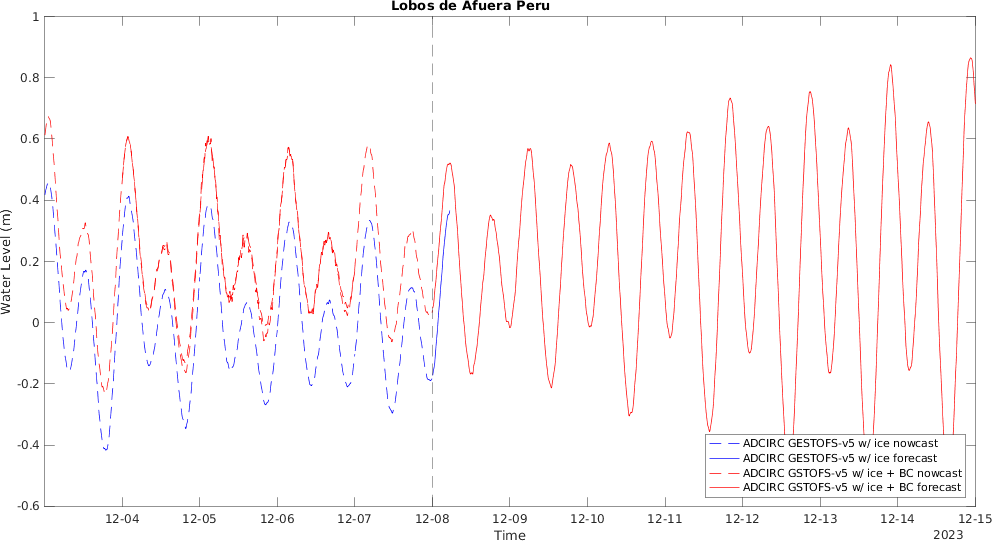 Lobos de Afuera Peru
Water Level (m)
1
0.8
0.6
0.4
0.2
0
-0.2
-0.4
-0.6
ADCIRC GESTOFS-v5 w/ ice nowcast
ADCIRC GESTOFS-v5 w/ ice forecast
ADCIRC GSTOFS-v5 w/ ice + BC nowcast
ADCIRC GSTOFS-v5 w/ ice + BC forecast
12-04 12-05 12-06 12-07 12-08 12-09 12-10 12-11 12-12 12-13 12-14 12-15
Time
2023